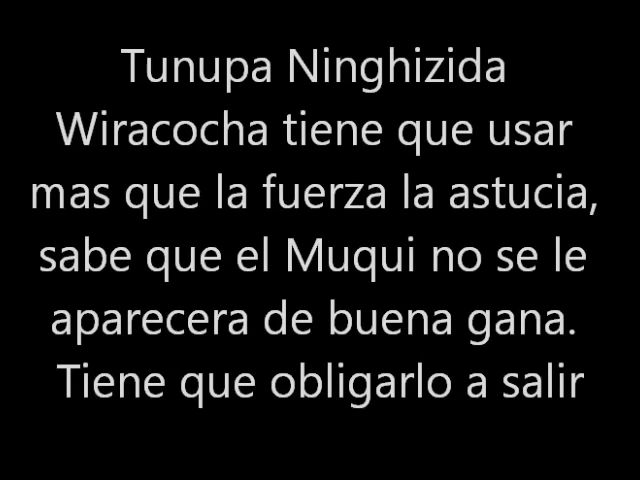 Tunupa Ninghizida
Wiracocha tiene que usar
mas que la fuerza la astucia,
sabe que el Muqui no se le
aparecera de buena gana.
Tiene que obligarlo a salir